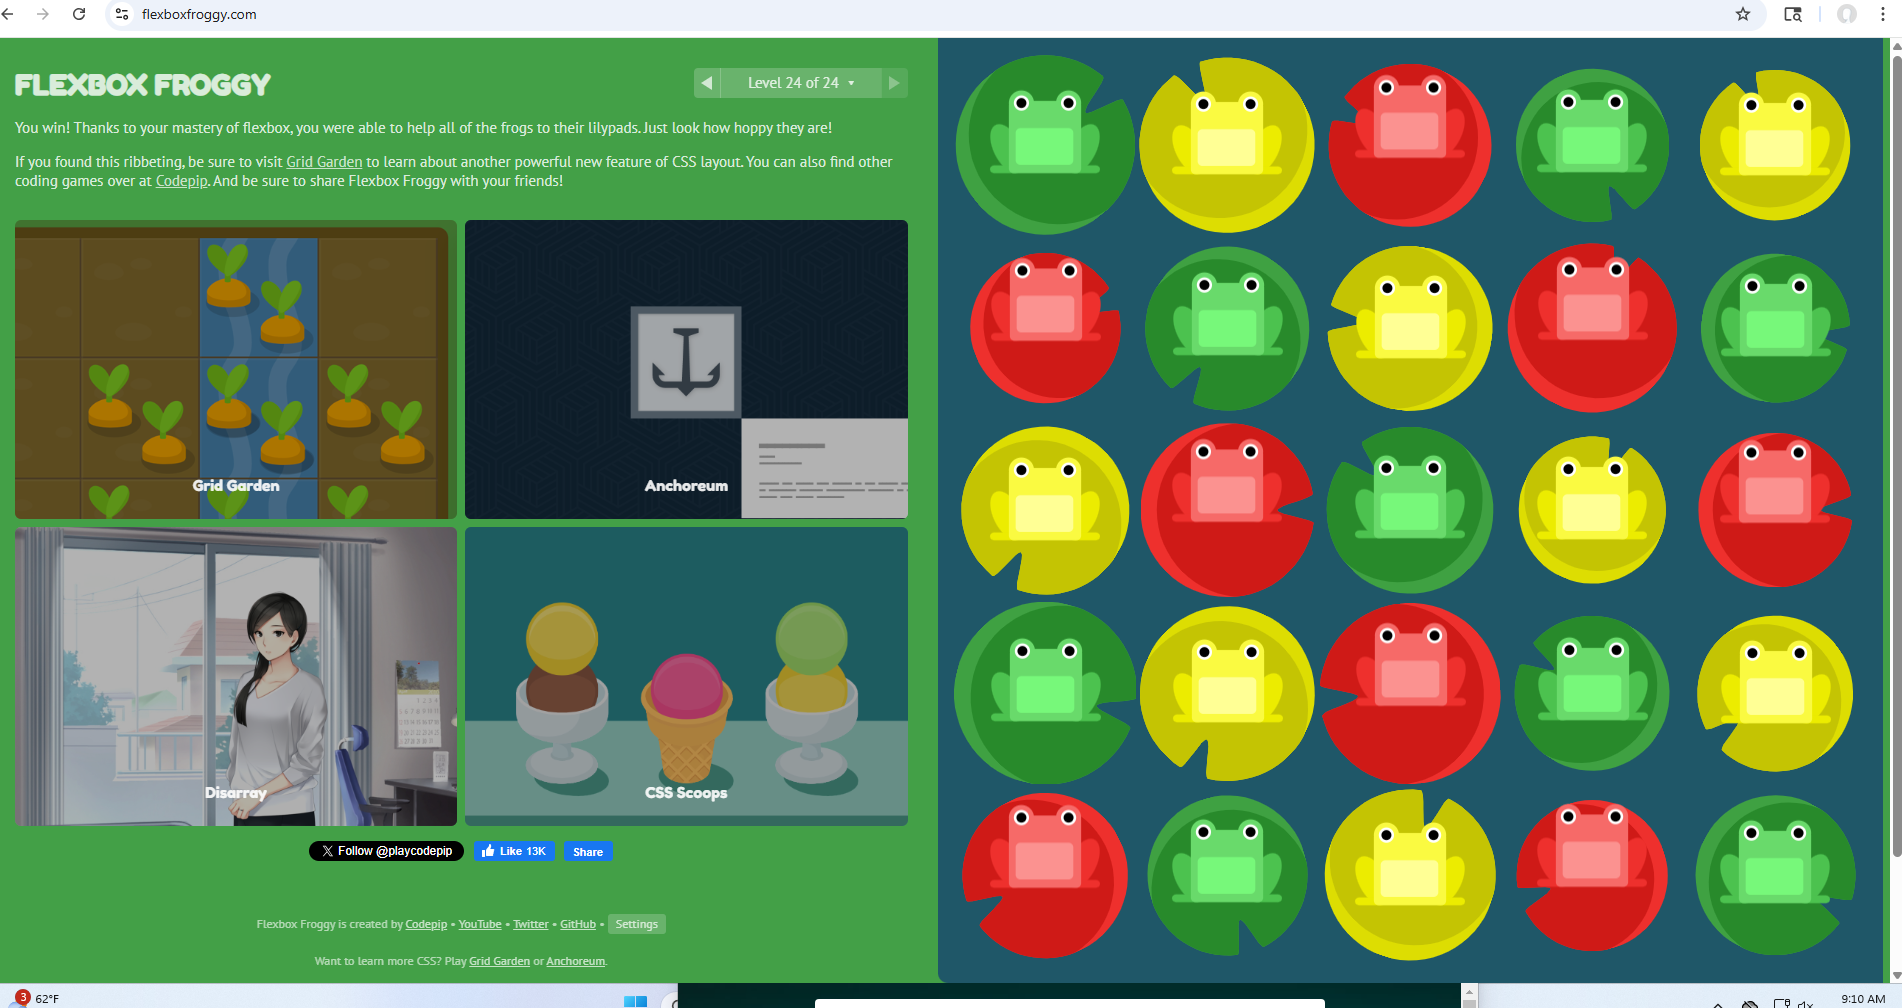 flexboxfroggy.com
FLEXBOX FROGGY
Level 24 of 24
You win! Thanks to your mastery of flexbox, you were able to help all of the frogs to their lilypads. Just look how hoppy they are!
If you found this ribbeting, be sure to visit Grid Garden to learn about another powerful new feature of CSS layout. You can also find other
coding games over at Codepip. And be sure to share Flexbox Froggy with your friends!
Grid Garden
Anchoreum
Disarray
CSS Scoops
Follow @playcodepip
Like 13K
Share
Flexbox Froggy is created by Codepip • YouTube • Twitter • GitHub • Settings
Want to learn more CSS? Play Grid Garden or Anchoreum.
3
62°F
9:10 AM